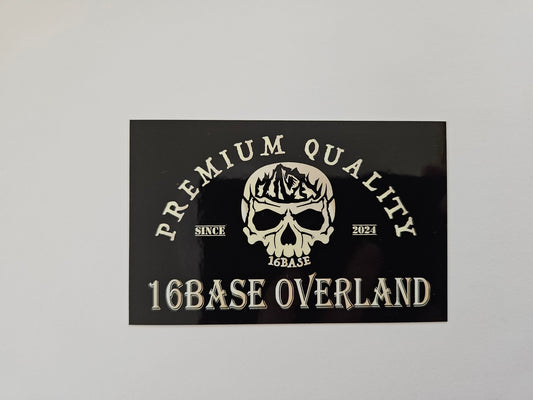 PREMIUM QUALITY
SINCE 2024
16BASE
16BASE OVERLAND